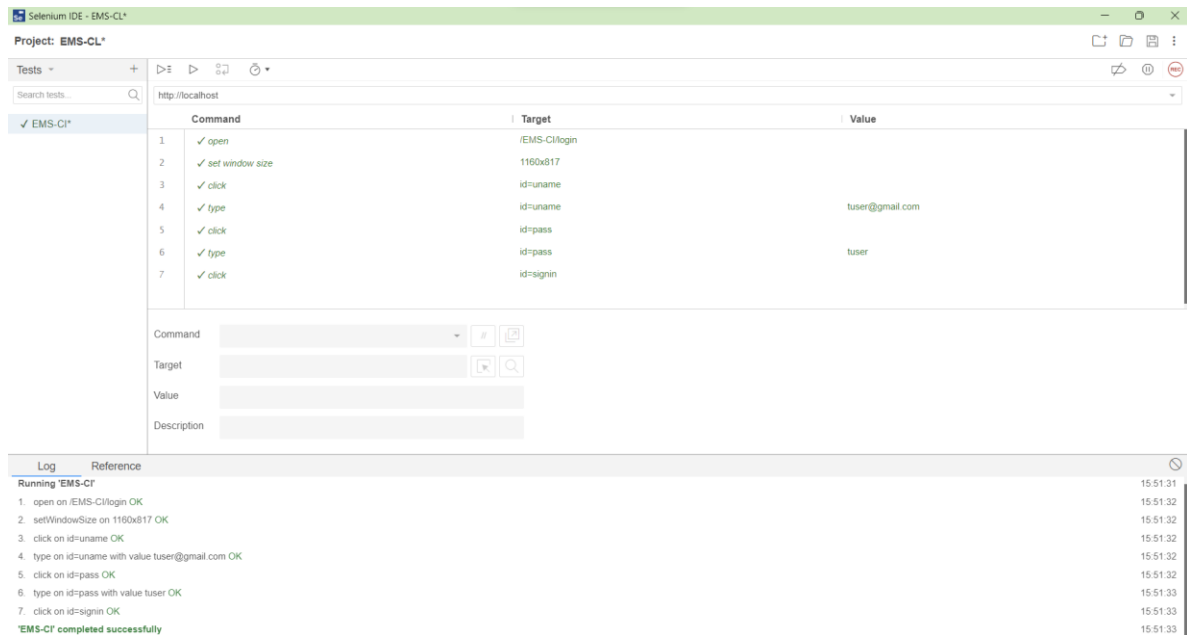 Selenium IDE - EMS-CL*
Project: EMS-CL*
Tests
Search tests...
http://localhost
✓ EMS-CI*
Command Target Value
1 ✓ open /EMS-CI/login
2 ✓ set window size 1160x817
3 ✓ click id=uname
4 ✓ type id=uname tuser@gmail.com
5 ✓ click id=pass
6 ✓ type id=pass tuser
7 ✓ click id=signin
Command
//
Target
Value
Description
Log Reference
Running 'EMS-CI' 15:51:31
1. open on /EMS-CI/login OK 15:51:32
2. setWindowSize on 1160x817 OK 15:51:32
3. click on id=uname OK 15:51:32
4. type on id=uname with value tuser@gmail.com OK 15:51:32
5. click on id=pass OK 15:51:32
6. type on id=pass with value tuser OK 15:51:33
7. click on id=signin OK 15:51:33
'EMS-CI' completed successfully 15:51:33